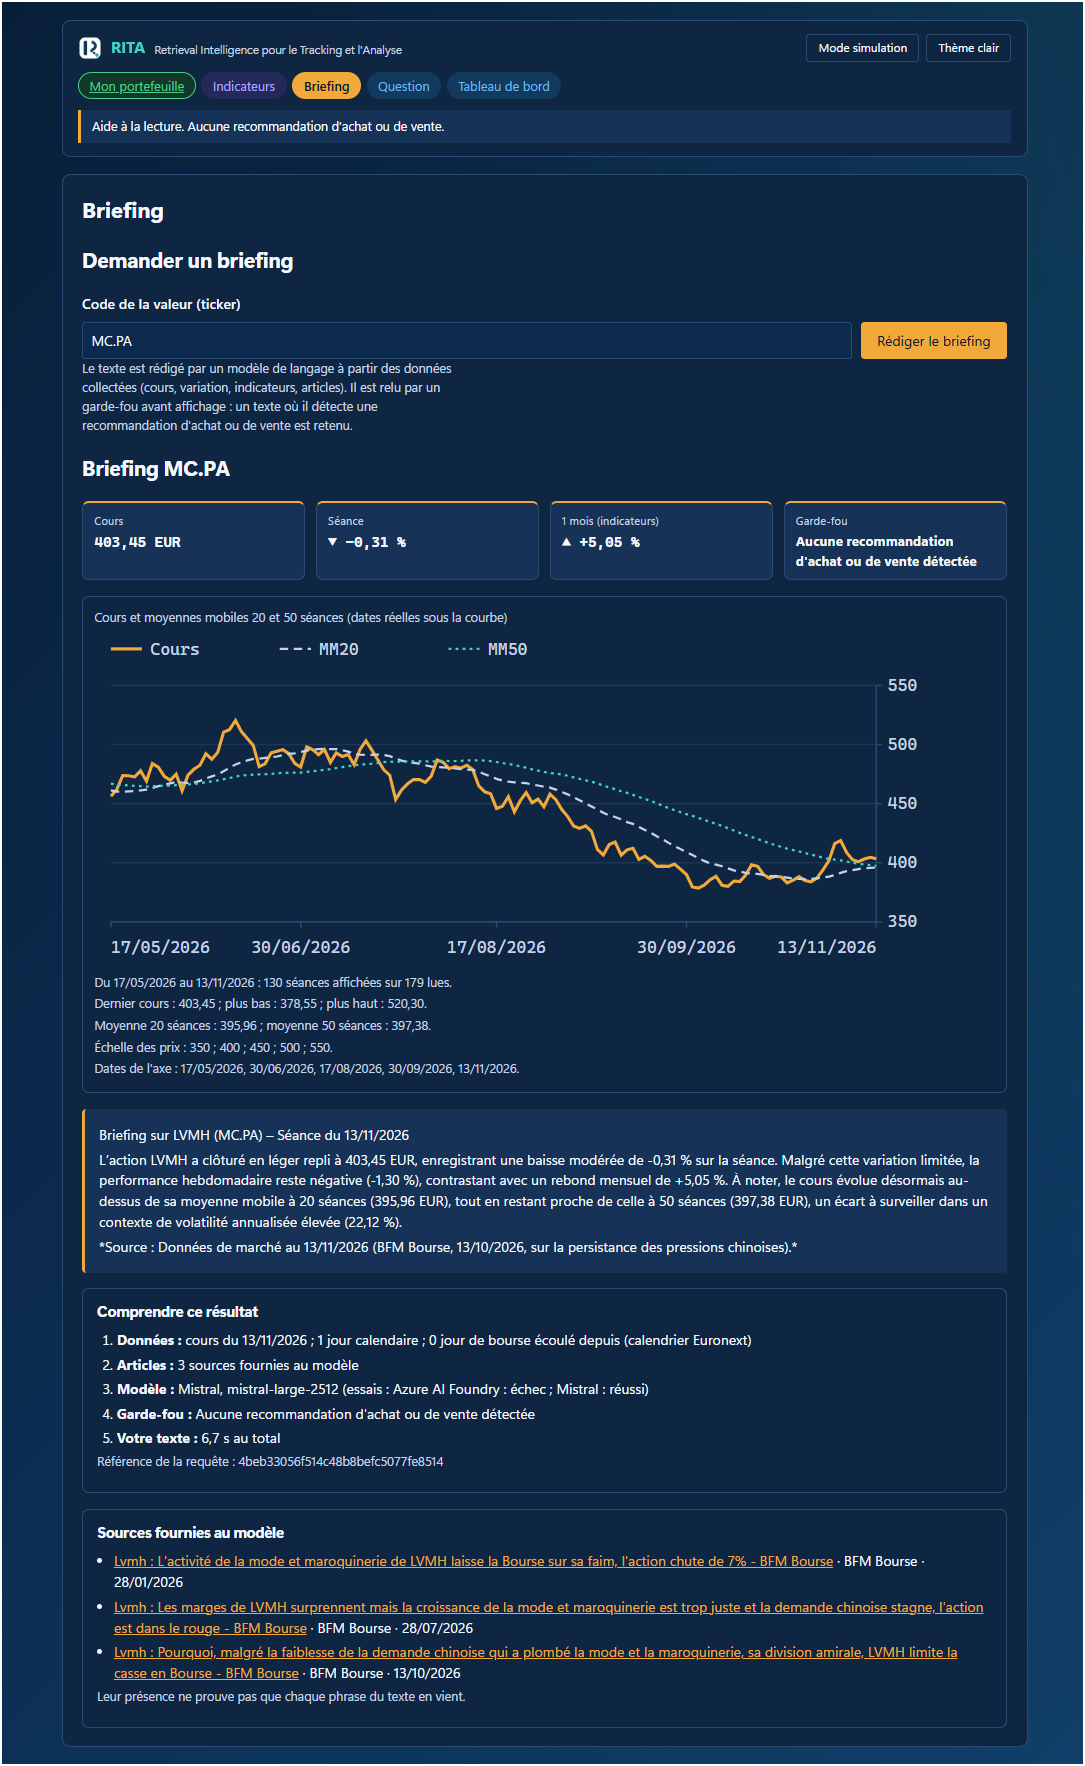 RITA Retrieval Intelligence pour le Tracking et l'Analyse
Mode simulation
Thème clair
Mon portefeuille
Indicateurs
Briefing
Question
Tableau de bord
Aide à la lecture. Aucune recommandation d'achat ou de vente.
Briefing
Demander un briefing
Code de la valeur (ticker)
MC.PA
Rédiger le briefing
Le texte est rédigé par un modèle de langage à partir des données
collectées (cours, variation, indicateurs, articles). Il est relu par un
garde-fou avant affichage : un texte où il détecte une
recommandation d'achat ou de vente est retenu.
Briefing MC.PA
Cours
403,45 EUR
Séance
▼ −0,31 %
1 mois (indicateurs)
▲ +5,05 %
Garde-fou
Aucune recommandation
d'achat ou de vente détectée
Cours et moyennes mobiles 20 et 50 séances (dates réelles sous la courbe)
Cours
MM20
MM50
550
500
450
400
350
17/05/2026
30/06/2026
17/08/2026
30/09/2026
13/11/2026
Du 17/05/2026 au 13/11/2026 : 130 séances affichées sur 179 lues.
Dernier cours : 403,45 ; plus bas : 378,55 ; plus haut : 520,30.
Moyenne 20 séances : 395,96 ; moyenne 50 séances : 397,38.
Échelle des prix : 350 ; 400 ; 450 ; 500 ; 550.
Dates de l'axe : 17/05/2026, 30/06/2026, 17/08/2026, 30/09/2026, 13/11/2026.
Briefing sur LVMH (MC.PA) – Séance du 13/11/2026
L'action LVMH a clôturé en léger repli à 403,45 EUR, enregistrant une baisse modérée de -0,31 % sur la séance. Malgré cette variation limitée, la
performance hebdomadaire reste négative (-1,30 %), contrastant avec un rebond mensuel de +5,05 %. À noter, le cours évolue désormais au-
dessus de sa moyenne mobile à 20 séances (395,96 EUR), tout en restant proche de celle à 50 séances (397,38 EUR), un écart à surveiller dans un
contexte de volatilité annualisée élevée (22,12 %).
*Source : Données de marché au 13/11/2026 (BFM Bourse, 13/10/2026, sur la persistance des pressions chinoises).*
Comprendre ce résultat
1. Données : cours du 13/11/2026 ; 1 jour calendaire ; 0 jour de bourse écoulé depuis (calendrier Euronext)
2. Articles : 3 sources fournies au modèle
3. Modèle : Mistral, mistral-large-2512 (essais : Azure AI Foundry : échec ; Mistral : réussi)
4. Garde-fou : Aucune recommandation d'achat ou de vente détectée
5. Votre texte : 6,7 s au total
Référence de la requête : 4beb33056f514c48b8befc5077fe8514
Sources fournies au modèle
• Lvmh : L'activité de la mode et maroquinerie de LVMH laisse la Bourse sur sa faim, l'action chute de 7% - BFM Bourse · BFM Bourse ·
28/01/2026
• Lvmh : Les marges de LVMH surprennent mais la croissance de la mode et maroquinerie est trop juste et la demande chinoise stagne, l'action
est dans le rouge - BFM Bourse · BFM Bourse · 28/07/2026
• Lvmh : Pourquoi, malgré la faiblesse de la demande chinoise qui a plombé la mode et la maroquinerie, sa division amirale, LVMH limite la
casse en Bourse - BFM Bourse · BFM Bourse · 13/10/2026
Leur présence ne prouve pas que chaque phrase du texte en vient.